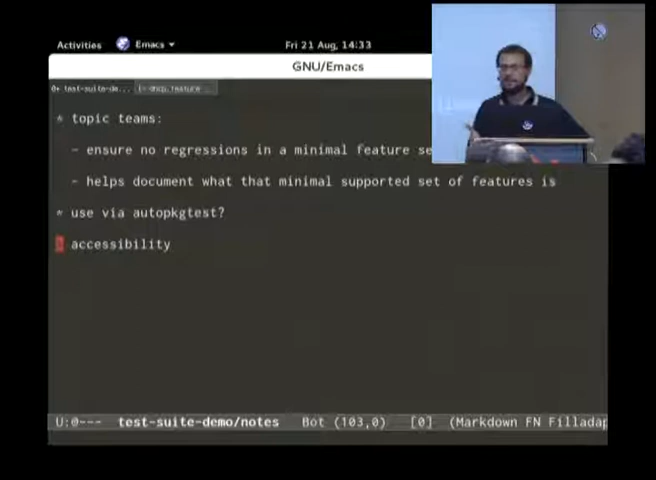 Activities Emacs Fri 21 Aug, 14:33
GNU/Emacs
* topic teams:
- ensure no regressions in a minimal feature se
- helps document what that minimal supported set of features is
* use via autopkgtest?
accessibility
U:@--- test-suite-demo/notes Bot (103,0) [0] (Markdown FN Filladap